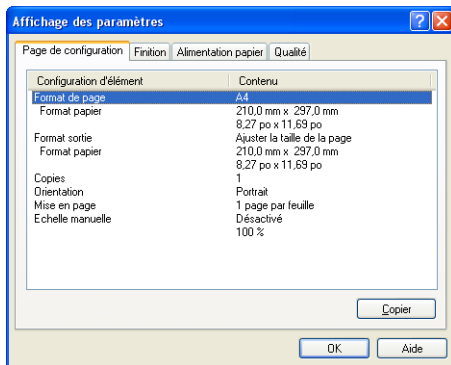 Affichage des paramètres
Page de configuration Finition Alimentation papier Qualité
Configuration d'élément Contenu
Format de page A4
Format papier 210,0 mm x 297,0 mm
8,27 po x 11,69 po
Format sortie Ajuster la taille de la page
Format papier 210,0 mm x 297,0 mm
8,27 po x 11,69 po
Copies 1
Orientation Portrait
Mise en page 1 page par feuille
Echelle manuelle Désactivé
100 %
Copier
OK Aide